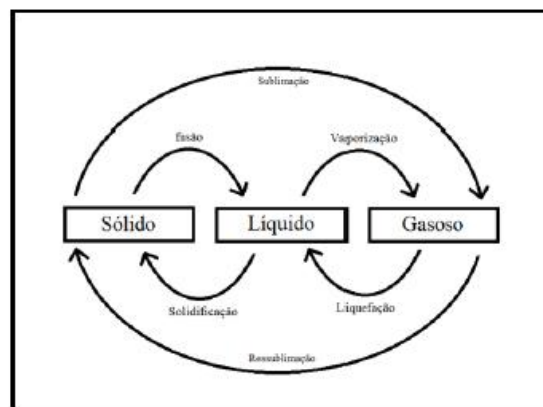 Sublimação
fusão
Vaporização
Sólido
Líquido
Gasoso
Solidificação
Liquefação
Ressublimação